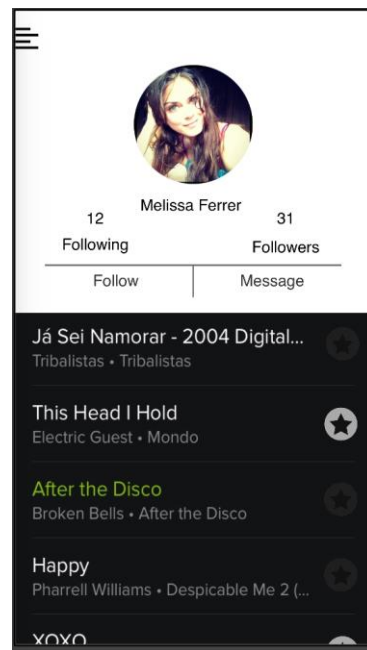 Melissa Ferrer
12 31
Following Followers
Follow Message
Já Sei Namorar - 2004 Digital...
Tribalistas • Tribalistas
This Head I Hold
Electric Guest • Mondo
After the Disco
Broken Bells • After the Disco
Happy
Pharrell Williams • Despicable Me 2 (...
XOXO